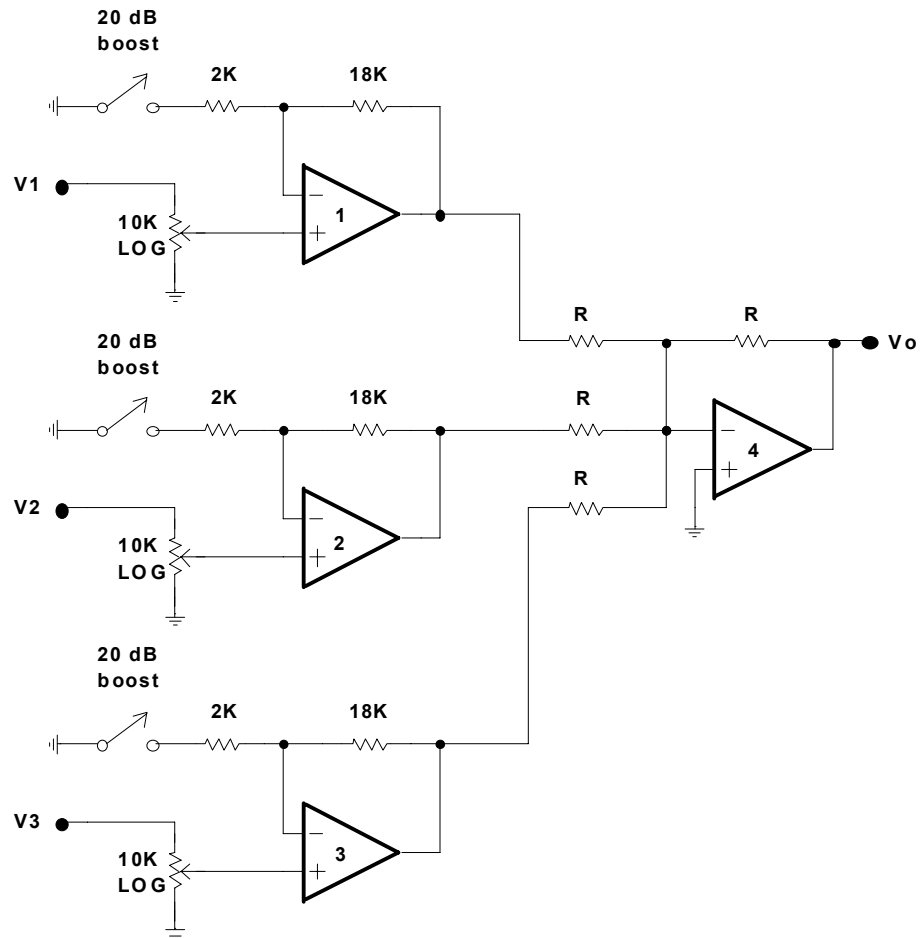 20 dB
boost
2K 18K
V1
1
10K
LOG
R R
Vo
20 dB
boost
2K 18K R
4
R
V2
2
10K
LOG
20 dB
boost
2K 18K
V3
3
10K
LOG